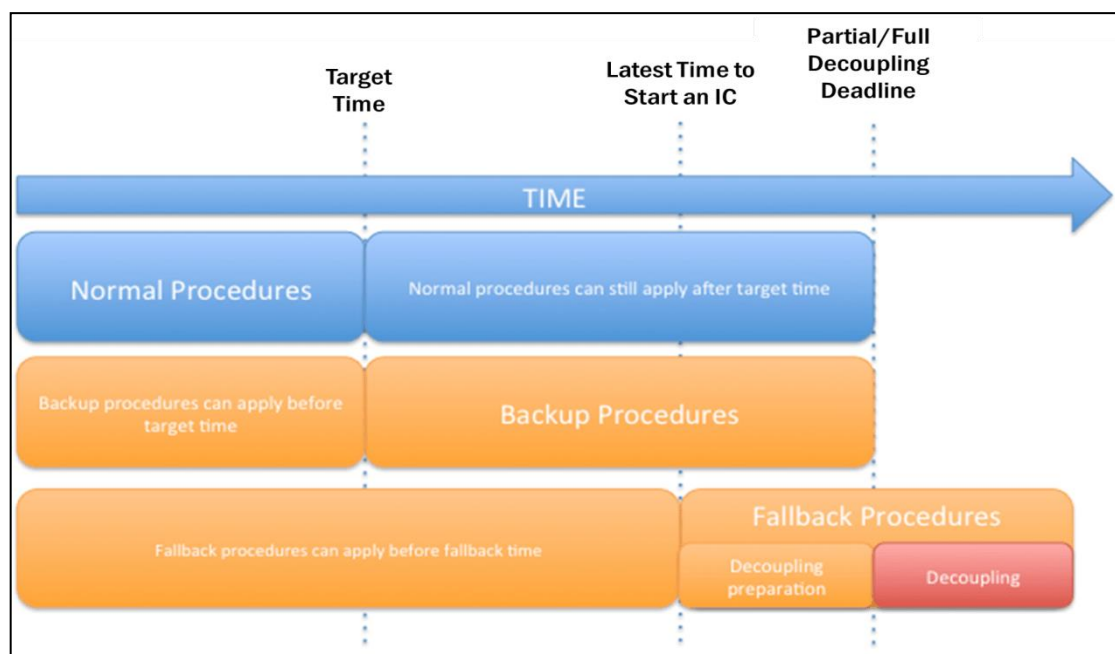 Target
Time
Latest Time to
Start an IC
Partial/Full
Decoupling
Deadline
TIME
Normal Procedures
Normal procedures can still apply after target time
Backup procedures can apply before
target time
Backup Procedures
Fallback procedures can apply before fallback time
Fallback Procedures
Decoupling
preparation
Decoupling